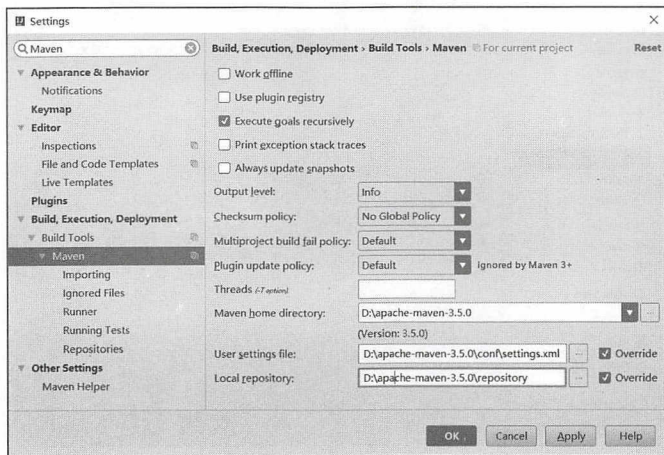 Settings
Maven
Appearance & Behavior
Notifications
Keymap
Editor
Inspections
File and Code Templates
Live Templates
Plugins
Build, Execution, Deployment
Build Tools
Maven
Importing
Ignored Files
Runner
Running Tests
Repositories
Other Settings
Maven Helper
Build, Execution, Deployment › Build Tools › Maven For current project Reset
Work offline
Use plugin registry
Execute goals recursively
Print exception stack traces
Always update snapshots
Output level: Info
Checksum policy: No Global Policy
Multiproject build fail policy: Default
Plugin update policy: Default Ignored by Maven 3+
Threads (-T option)
Maven home directory: D:\apache-maven-3.5.0 ...
(Version: 3.5.0)
User settings file: D:\apache-maven-3.5.0\conf\settings.xml ... Override
Local repository: D:\apache-maven-3.5.0\repository ... Override
OK Cancel Apply Help